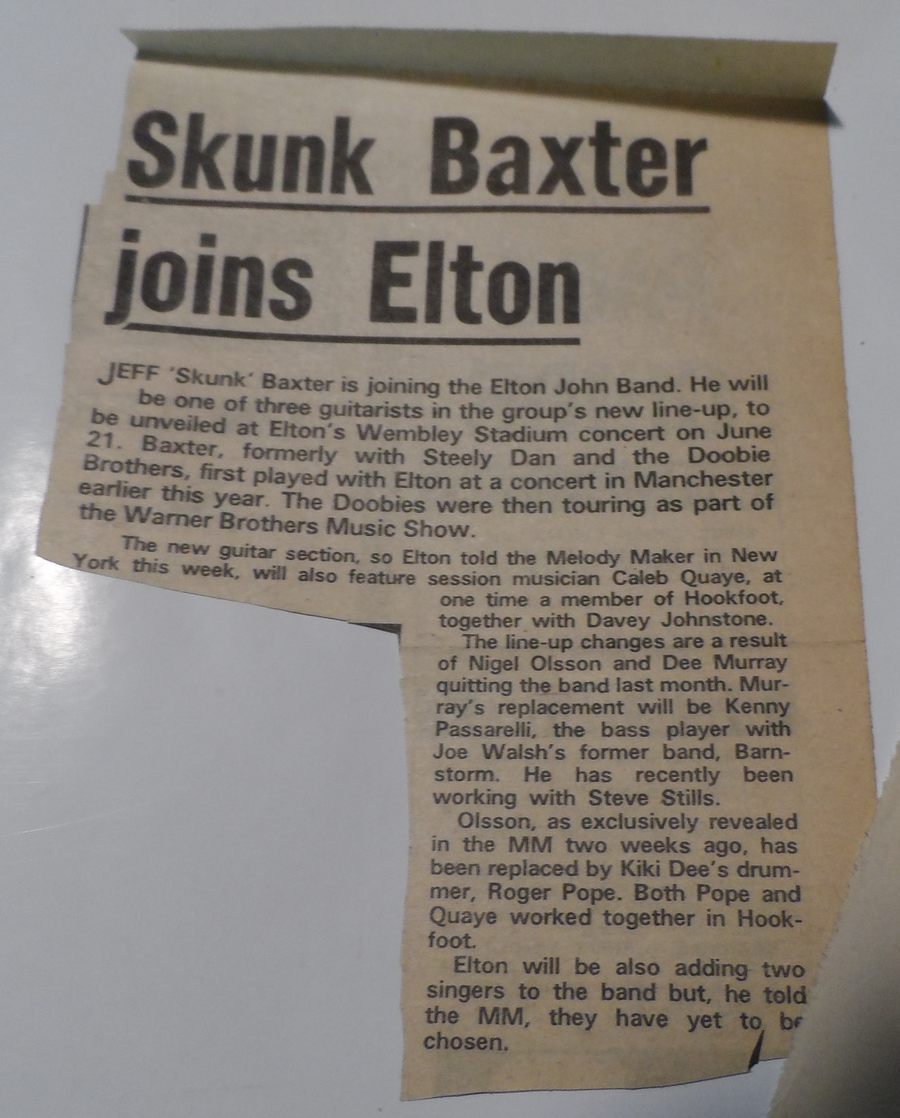 Skunk Baxter
joins Elton
JEFF 'Skunk' Baxter is joining the Elton John Band. He will
be one of three guitarists in the group's new line-up, to
be unveiled at Elton's Wembley Stadium concert on June
21. Baxter, formerly with Steely Dan and the Doobie
Brothers, first played with Elton at a concert in Manchester
earlier this year. The Doobies were then touring as part of
the Warner Brothers Music Show.
The new guitar section, so Elton told the Melody Maker in New
York this week, will also feature session musician Caleb Quaye, at
one time a member of Hookfoot,
together with Davey Johnstone.
The line-up changes are a result
of Nigel Olsson and Dee Murray
quitting the band last month. Mur-
ray's replacement will be Kenny
Passarelli, the bass player with
Joe Walsh's former band, Barn-
storm. He has recently been
working with Steve Stills.
Olsson, as exclusively revealed
in the MM two weeks ago, has
been replaced by Kiki Dee's drum-
mer, Roger Pope. Both Pope and
Quaye worked together in Hook-
foot.
Elton will be also adding two
singers to the band but, he told
the MM, they have yet to be
chosen.